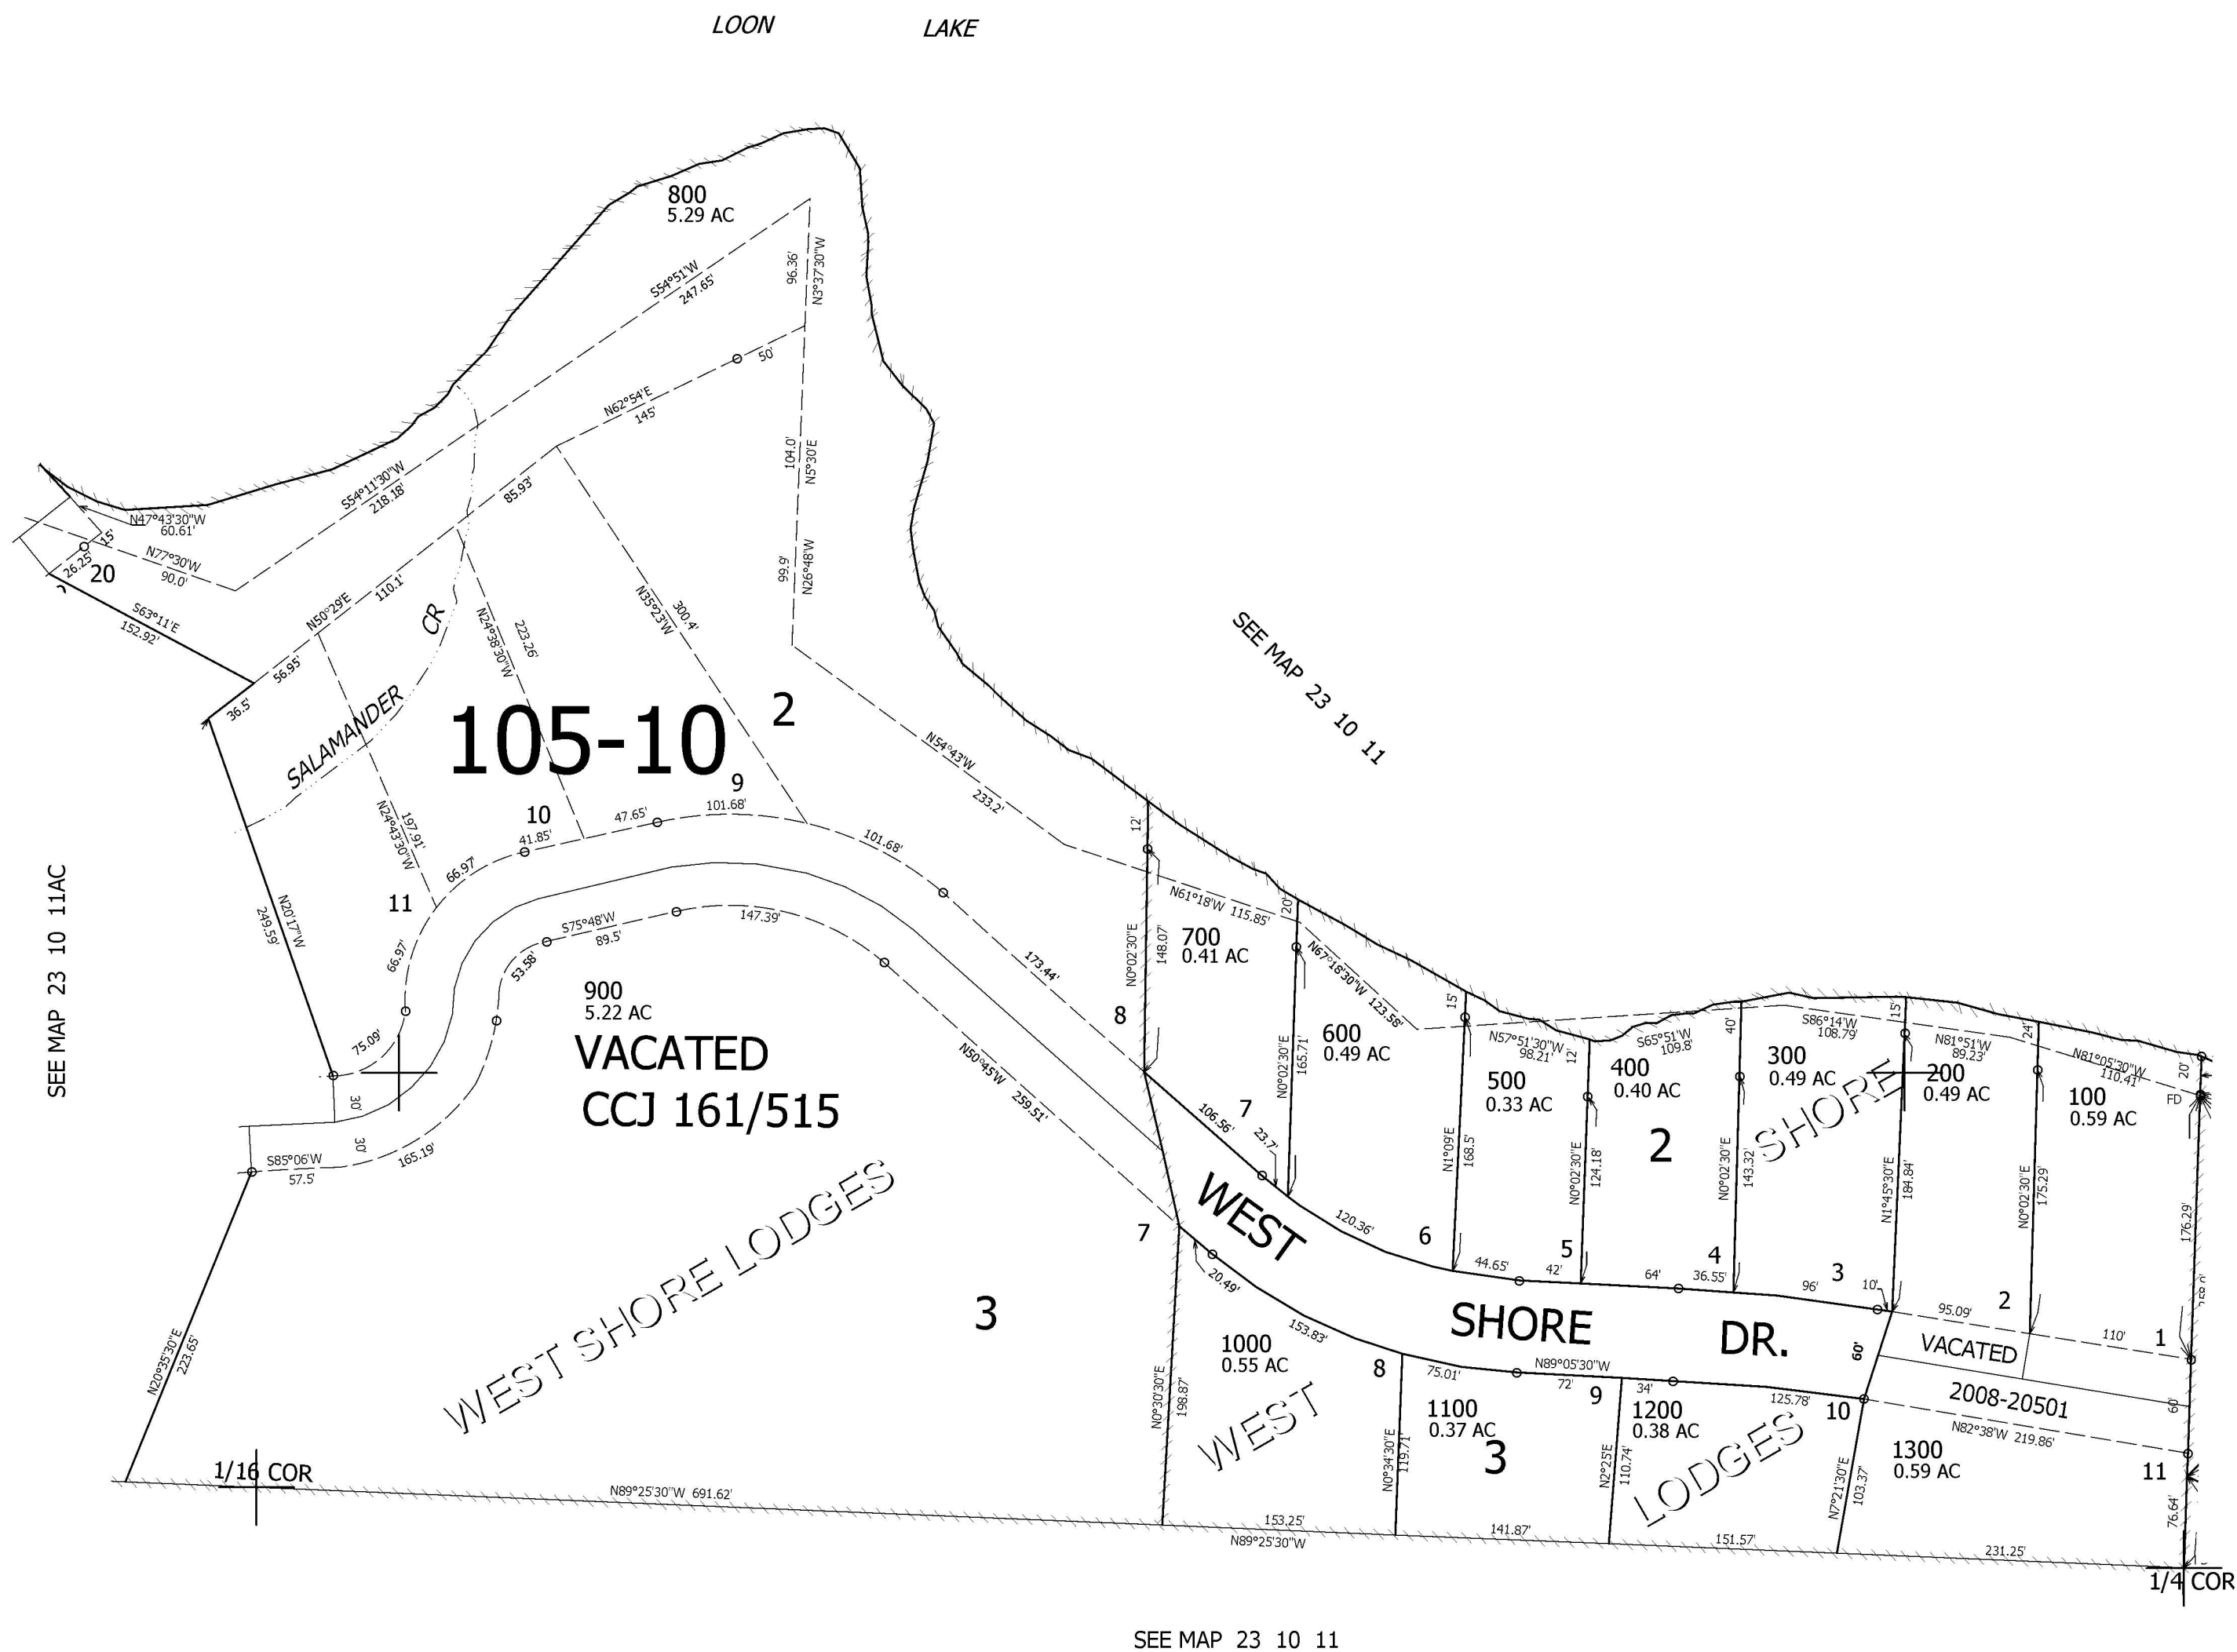 LOON LAKE
800
5.29 AC
S54°51'W
247.65'
96.36'
N3°37'30"W
50'
N62°54'E
145'
104.0'
N5°30'E
S54°11'30"W
218.18'
85.93'
N47°43'30"W
60.61'
15'
26.25'
20
N77°30'W
90.0'
99.9'
N26°48'W
N50°29'E
110.1'
S63°11'E
152.92'
CR
N24°38'30"W
223.26'
N35°23'W
300.4'
SEE MAP 23 10 11
56.95'
36.5'
SALAMANDER
105-10
2
N54°43'W
233.2'
9
10
47.65'
101.68'
101.68'
41.85'
N24°43'30"W
197.91'
66.97'
11
66.97'
SEE MAP 23 10 11AC
N20°17'W
249.59'
75.09'
30'
30'
S85°06'W
57.5'
165.19'
53.58'
S75°48'W
89.5'
147.39'
173.44'
N50°45'W
259.51'
900
5.22 AC
VACATED
CCJ 161/515
12'
N61°18'W 115.85'
20'
N0°02'30"E
148.07'
700
0.41 AC
8
N67°18'30"W 123.58'
15'
N0°02'30"E
165.71'
600
0.49 AC
N57°51'30"W
98.21'
12'
S65°51'W
109.8'
40'
S86°14'W
108.79'
15'
N81°51'W
89.23'
24'
N81°05'30"W
110.41'
20'
FD
500
0.33 AC
400
0.40 AC
300
0.49 AC
200
0.49 AC
100
0.59 AC
7
106.56'
23.7'
N1°09'E
168.5'
N0°02'30"E
124.18'
2
N0°02'30"E
143.32'
SHORE
N1°45'30"E
184.84'
N0°02'30"E
175.29'
176.29'
WEST
120.36'
6
44.65'
5
42'
64'
4
36.55'
3
96'
10'
2
95.09'
110'
1
7
20.49'
153.83'
SHORE
DR.
60'
VACATED
2008-20501
60'
WEST SHORE LODGES
3
N20°35'30"E
223.65'
N0°30'30"E
198.87'
1000
0.55 AC
8
75.01'
N89°05'30"W
72'
9
34'
125.78'
10
N82°38'W 219.86'
WEST
N0°34'30"E
119.71'
1100
0.37 AC
3
N2°25'E
110.74'
1200
0.38 AC
LODGES
N7°21'30"E
103.37'
1300
0.59 AC
11
76.64'
1/16 COR
N89°25'30"W 691.62'
153.25'
N89°25'30"W
141.87'
151.57'
231.25'
1/4 COR
SEE MAP 23 10 11